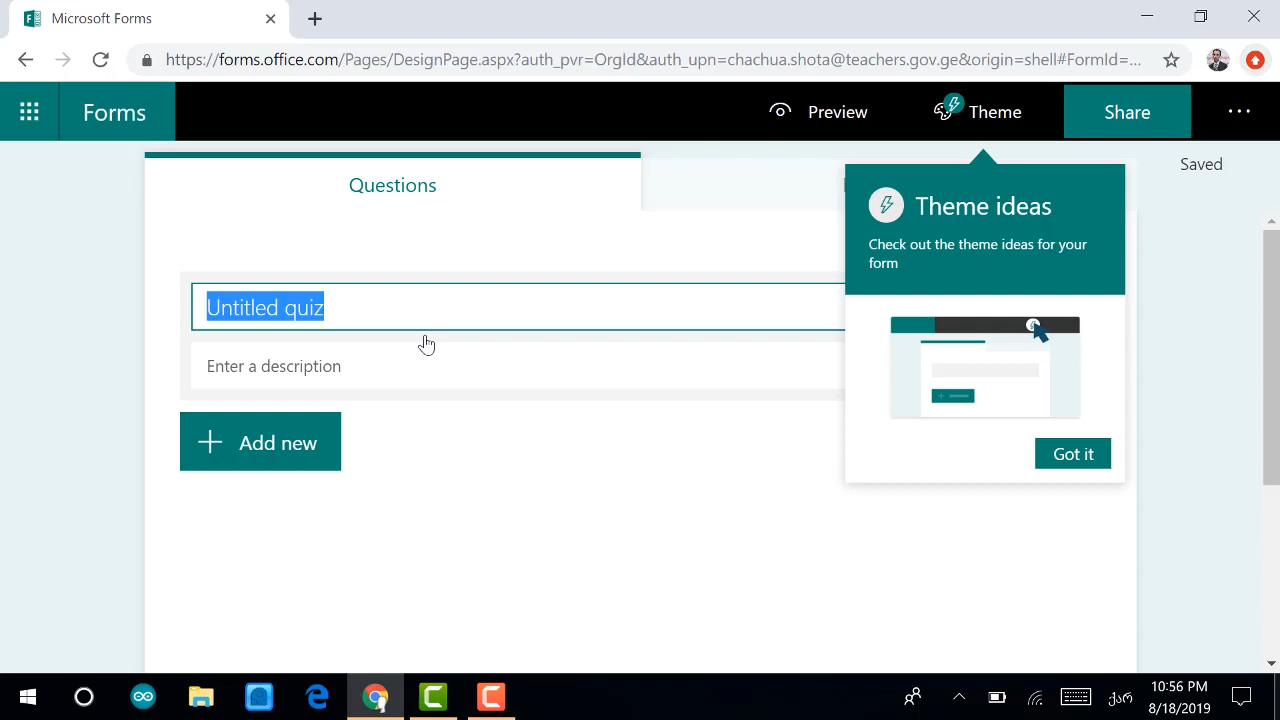 Microsoft Forms
https://forms.office.com/Pages/DesignPage.aspx?auth_pvr=OrgId&auth_upn=chachua.shota@teachers.gov.ge&origin=shell#FormId=...
Forms
Preview
Theme
Share
Saved
Questions
Theme ideas
Check out the theme ideas for your
form
Untitled quiz
Enter a description
Add new
Got it
ქარ
10:56 PM
8/18/2019